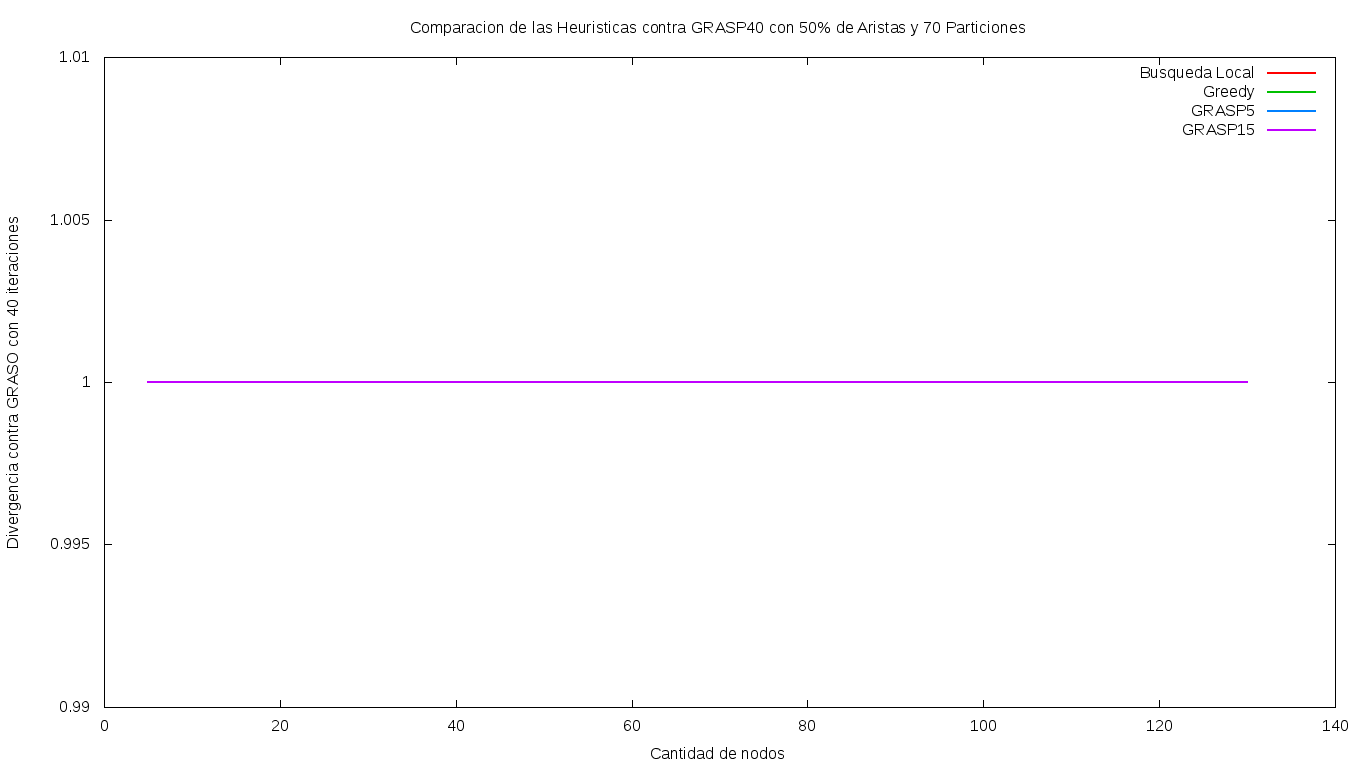 Comparacion de las Heuristicas contra GRASP40 con 50% de Aristas y 70 Particiones
1.01
1.005
1
0.995
0.99
Divergencia contra GRASO con 40 iteraciones
Busqueda Local
Greedy
GRASP5
GRASP15
0 20 40 60 80 100 120 140
Cantidad de nodos